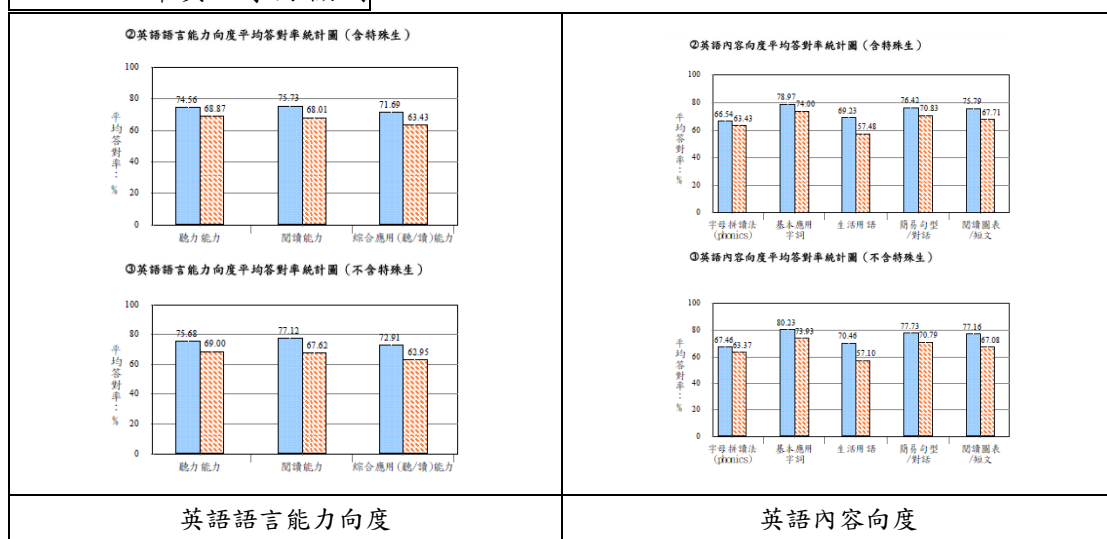 ②英語語言能力向度平均答對率統計圖（含特殊生）
100
80
60
40
20
0
平均答對率：%
74.56 68.87
75.73 68.01
71.69 63.43
聽力能力 閱讀能力 綜合應用(聽/讀)能力
③英語語言能力向度平均答對率統計圖（不含特殊生）
100
80
60
40
20
0
平均答對率：%
75.68 69.00
77.12 67.62
72.91 62.95
聽力能力 閱讀能力 綜合應用(聽/讀)能力
英語語言能力向度
②英語內容向度平均答對率統計圖（含特殊生）
100
80
60
40
20
0
平均答對率：%
66.54 63.43
78.97 74.00
69.23 57.48
76.42 70.83
75.79 67.71
字母拼讀法 基本應用 生活用語 簡易句型 閱讀圖表
(phonics) 字詞 /對話 /短文
③英語內容向度平均答對率統計圖（不含特殊生）
100
80
60
40
20
0
平均答對率：%
67.46 63.37
80.23 73.93
70.46 57.10
77.73 70.79
77.16 67.08
字母拼讀法 基本應用 生活用語 簡易句型 閱讀圖表
(phonics) 字詞 /對話 /短文
英語內容向度